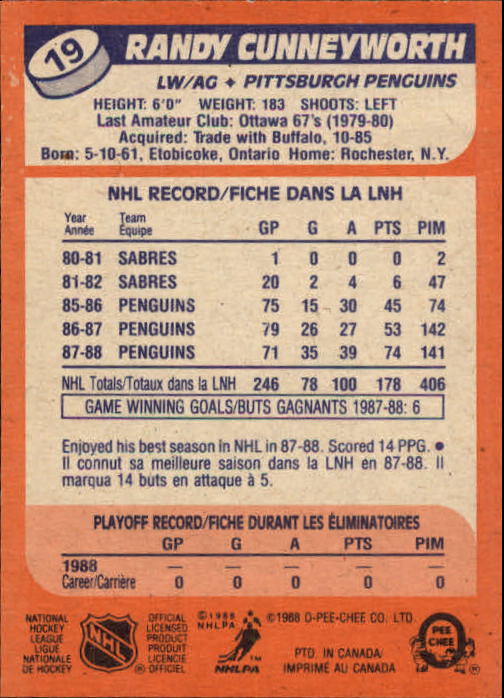 19
RANDY CUNNEYWORTH
LW/AG ♦ PITTSBURGH PENGUINS
HEIGHT: 6'0" WEIGHT: 183 SHOOTS: LEFT
Last Amateur Club: Ottawa 67's (1979-80)
Acquired: Trade with Buffalo, 10-85
Born: 5-10-61, Etobicoke, Ontario Home: Rochester, N.Y.
NHL RECORD/FICHE DANS LA LNH
Year Team
Année Équipe GP G A PTS PIM
80-81 SABRES 1 0 0 0 2
81-82 SABRES 20 2 4 6 47
85-86 PENGUINS 75 15 30 45 74
86-87 PENGUINS 79 26 27 53 142
87-88 PENGUINS 71 35 39 74 141
NHL Totals/Totaux dans la LNH 246 78 100 178 406
GAME WINNING GOALS/BUTS GAGNANTS 1987-88: 6
Enjoyed his best season in NHL in 87-88. Scored 14 PPG. ●
Il connut sa meilleure saison dans la LNH en 87-88. Il
marqua 14 buts en attaque à 5.
PLAYOFF RECORD/FICHE DURANT LES ÉLIMINATOIRES
GP G A PTS PIM
1988 — — — — —
Career/Carrière 0 0 0 0 0
NATIONAL
HOCKEY
LEAGUE
LIGUE
NATIONALE
DE HOCKEY
NHL
®
OFFICIAL
LICENSED
PRODUCT
PRODUIT
LICENCIE
OFFICIEL
©1988
NHLPA
NHLPA
©1988 O-PEE-CHEE CO. LTD.
PTD. IN CANADA
IMPRIMÉ AU CANADA
O
PEE
CHEE
®